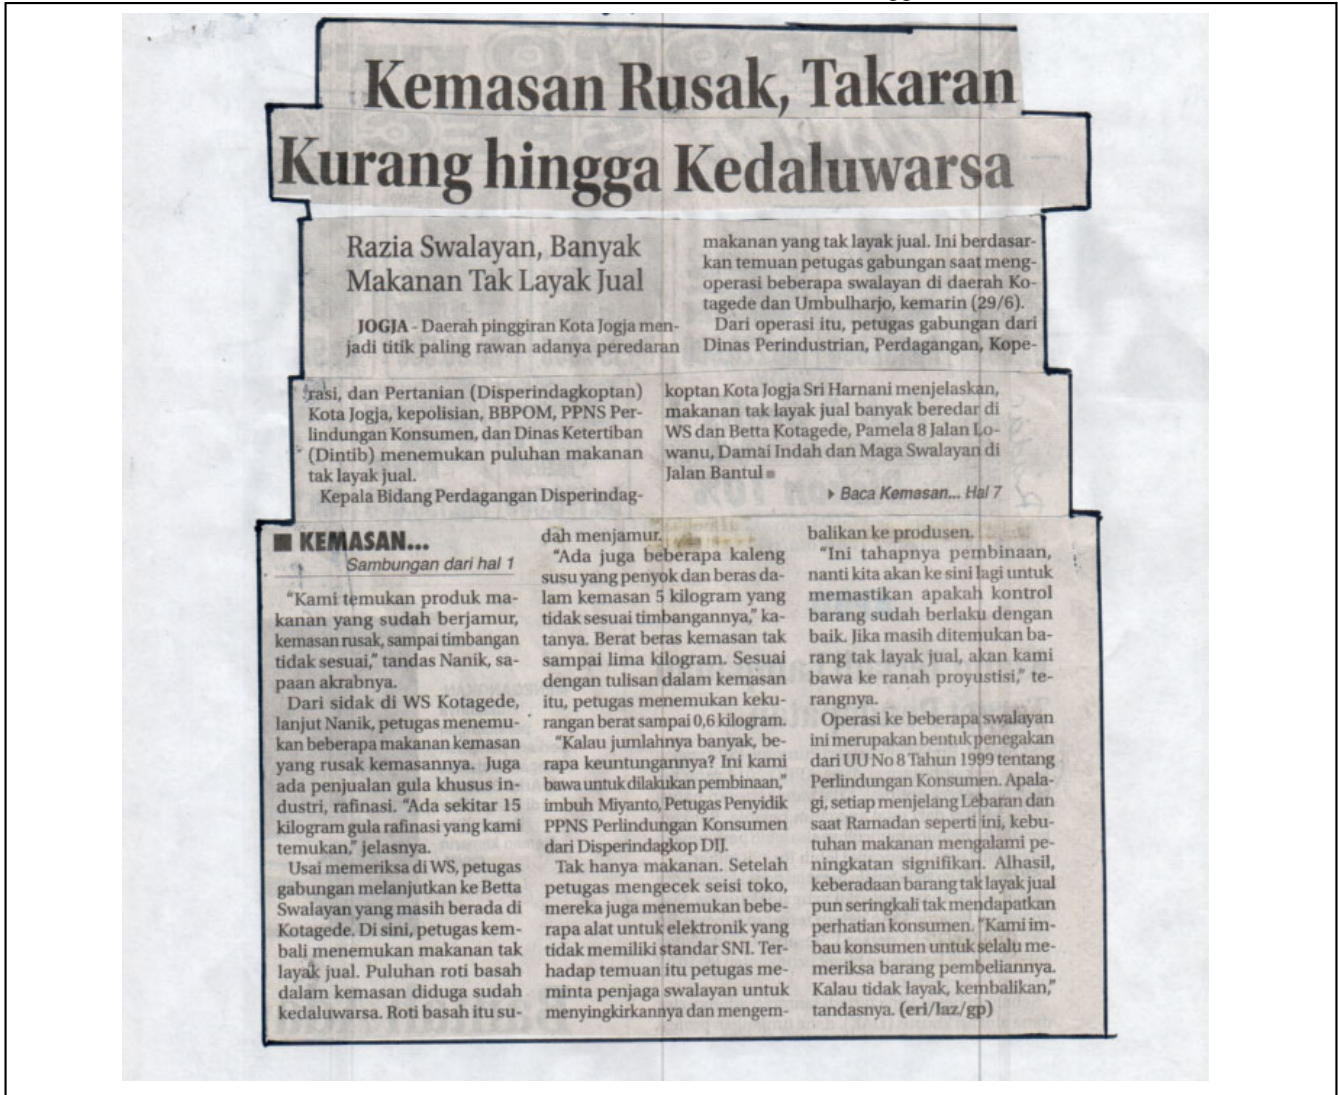 Kemasan Rusak, Takaran
Kurang hingga Kedaluwarsa
Razia Swalayan, Banyak
Makanan Tak Layak Jual
JOGJA - Daerah pinggiran Kota Jogja men-
jadi titik paling rawan adanya peredaran
makanan yang tak layak jual. Ini berdasar-
kan temuan petugas gabungan saat meng-
operasi beberapa swalayan di daerah Ko-
tagede dan Umbulharjo, kemarin (29/6).
Dari operasi itu, petugas gabungan dari
Dinas Perindustrian, Perdagangan, Kope-
rasi, dan Pertanian (Disperindagkoptan)
Kota Jogja, kepolisian, BBPOM, PPNS Per-
lindungan Konsumen, dan Dinas Ketertiban
(Dintib) menemukan puluhan makanan
tak layak jual.
Kepala Bidang Perdagangan Disperindag-
koptan Kota Jogja Sri Harnani menjelaskan,
makanan tak layak jual banyak beredar di
WS dan Betta Kotagede, Pamela 8 Jalan Lo-
wanu, Damai Indah dan Maga Swalayan di
Jalan Bantul
Baca Kemasan... Hal 7
KEMASAN...
Sambungan dari hal 1
"Kami temukan produk ma-
kanan yang sudah berjamur,
kemasan rusak, sampai timbangan
tidak sesuai," tandas Nanik, sa-
paan akrabnya.
Dari sidak di WS Kotagede,
lanjut Nanik, petugas menemu-
kan beberapa makanan kemasan
yang rusak kemasannya. Juga
ada penjualan gula khusus in-
dustri, rafinasi. "Ada sekitar 15
kilogram gula rafinasi yang kami
temukan," jelasnya.
Usai memeriksa di WS, petugas
gabungan melanjutkan ke Betta
Swalayan yang masih berada di
Kotagede. Di sini, petugas kem-
bali menemukan makanan tak
layak jual. Puluhan roti basah
dalam kemasan diduga sudah
kedaluwarsa. Roti basah itu su-
dah menjamur.
"Ada juga beberapa kaleng
susu yang penyok dan beras da-
lam kemasan 5 kilogram yang
tidak sesuai timbangannya," ka-
tanya. Berat beras kemasan tak
sampai lima kilogram. Sesuai
dengan tulisan dalam kemasan
itu, petugas menemukan keku-
rangan berat sampai 0,6 kilogram.
"Kalau jumlahnya banyak, be-
rapa keuntungannya? Ini kami
bawa untuk dilakukan pembinaan,"
imbuh Miyanto, Petugas Penyidik
PPNS Perlindungan Konsumen
dari Disperindagkop DIJ.
Tak hanya makanan. Setelah
petugas mengecek seisi toko,
mereka juga menemukan bebe-
rapa alat untuk elektronik yang
tidak memiliki standar SNI. Ter-
hadap temuan itu petugas me-
minta penjaga swalayan untuk
menyingkirkannya dan mengem-
balikan ke produsen.
"Ini tahapnya pembinaan,
nanti kita akan ke sini lagi untuk
memastikan apakah kontrol
barang sudah berlaku dengan
baik. Jika masih ditemukan ba-
rang tak layak jual, akan kami
bawa ke ranah proyustisi," te-
rangnya.
Operasi ke beberapa swalayan
ini merupakan bentuk penegakan
dari UU No 8 Tahun 1999 tentang
Perlindungan Konsumen. Apala-
gi, setiap menjelang Lebaran dan
saat Ramadan seperti ini, kebu-
tuhan makanan mengalami pe-
ningkatan signifikan. Alhasil,
keberadaan barang tak layak jual
pun seringkali tak mendapatkan
perhatian konsumen. "Kami im-
bau konsumen untuk selalu me-
meriksa barang pembeliannya.
Kalau tidak layak, kembalikan,"
tandasnya. (eri/laz/gp)